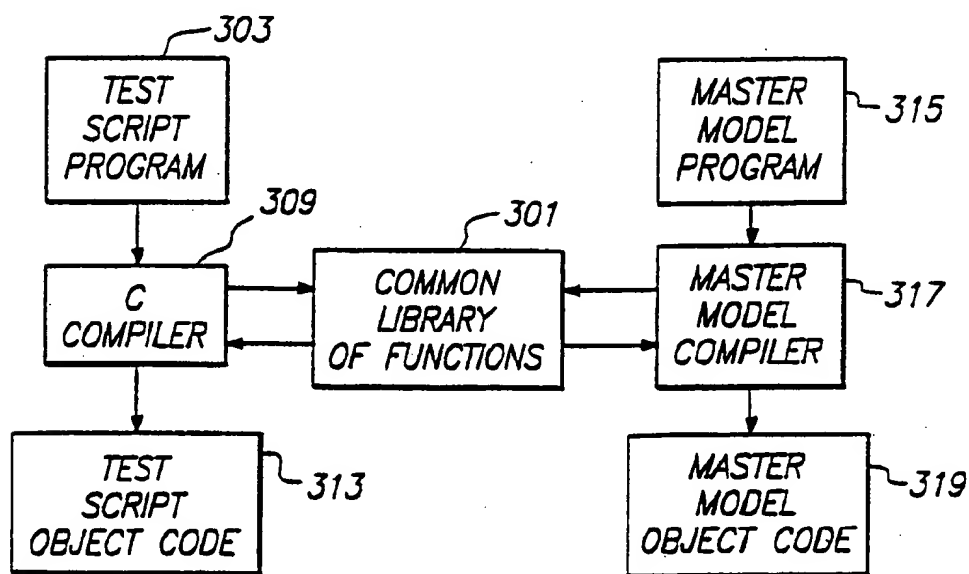 303
TEST
SCRIPT
PROGRAM
MASTER
MODEL
PROGRAM
315
309
C
COMPILER
301
COMMON
LIBRARY
OF FUNCTIONS
MASTER
MODEL
COMPILER
317
TEST
SCRIPT
OBJECT CODE
313
MASTER
MODEL
OBJECT CODE
319